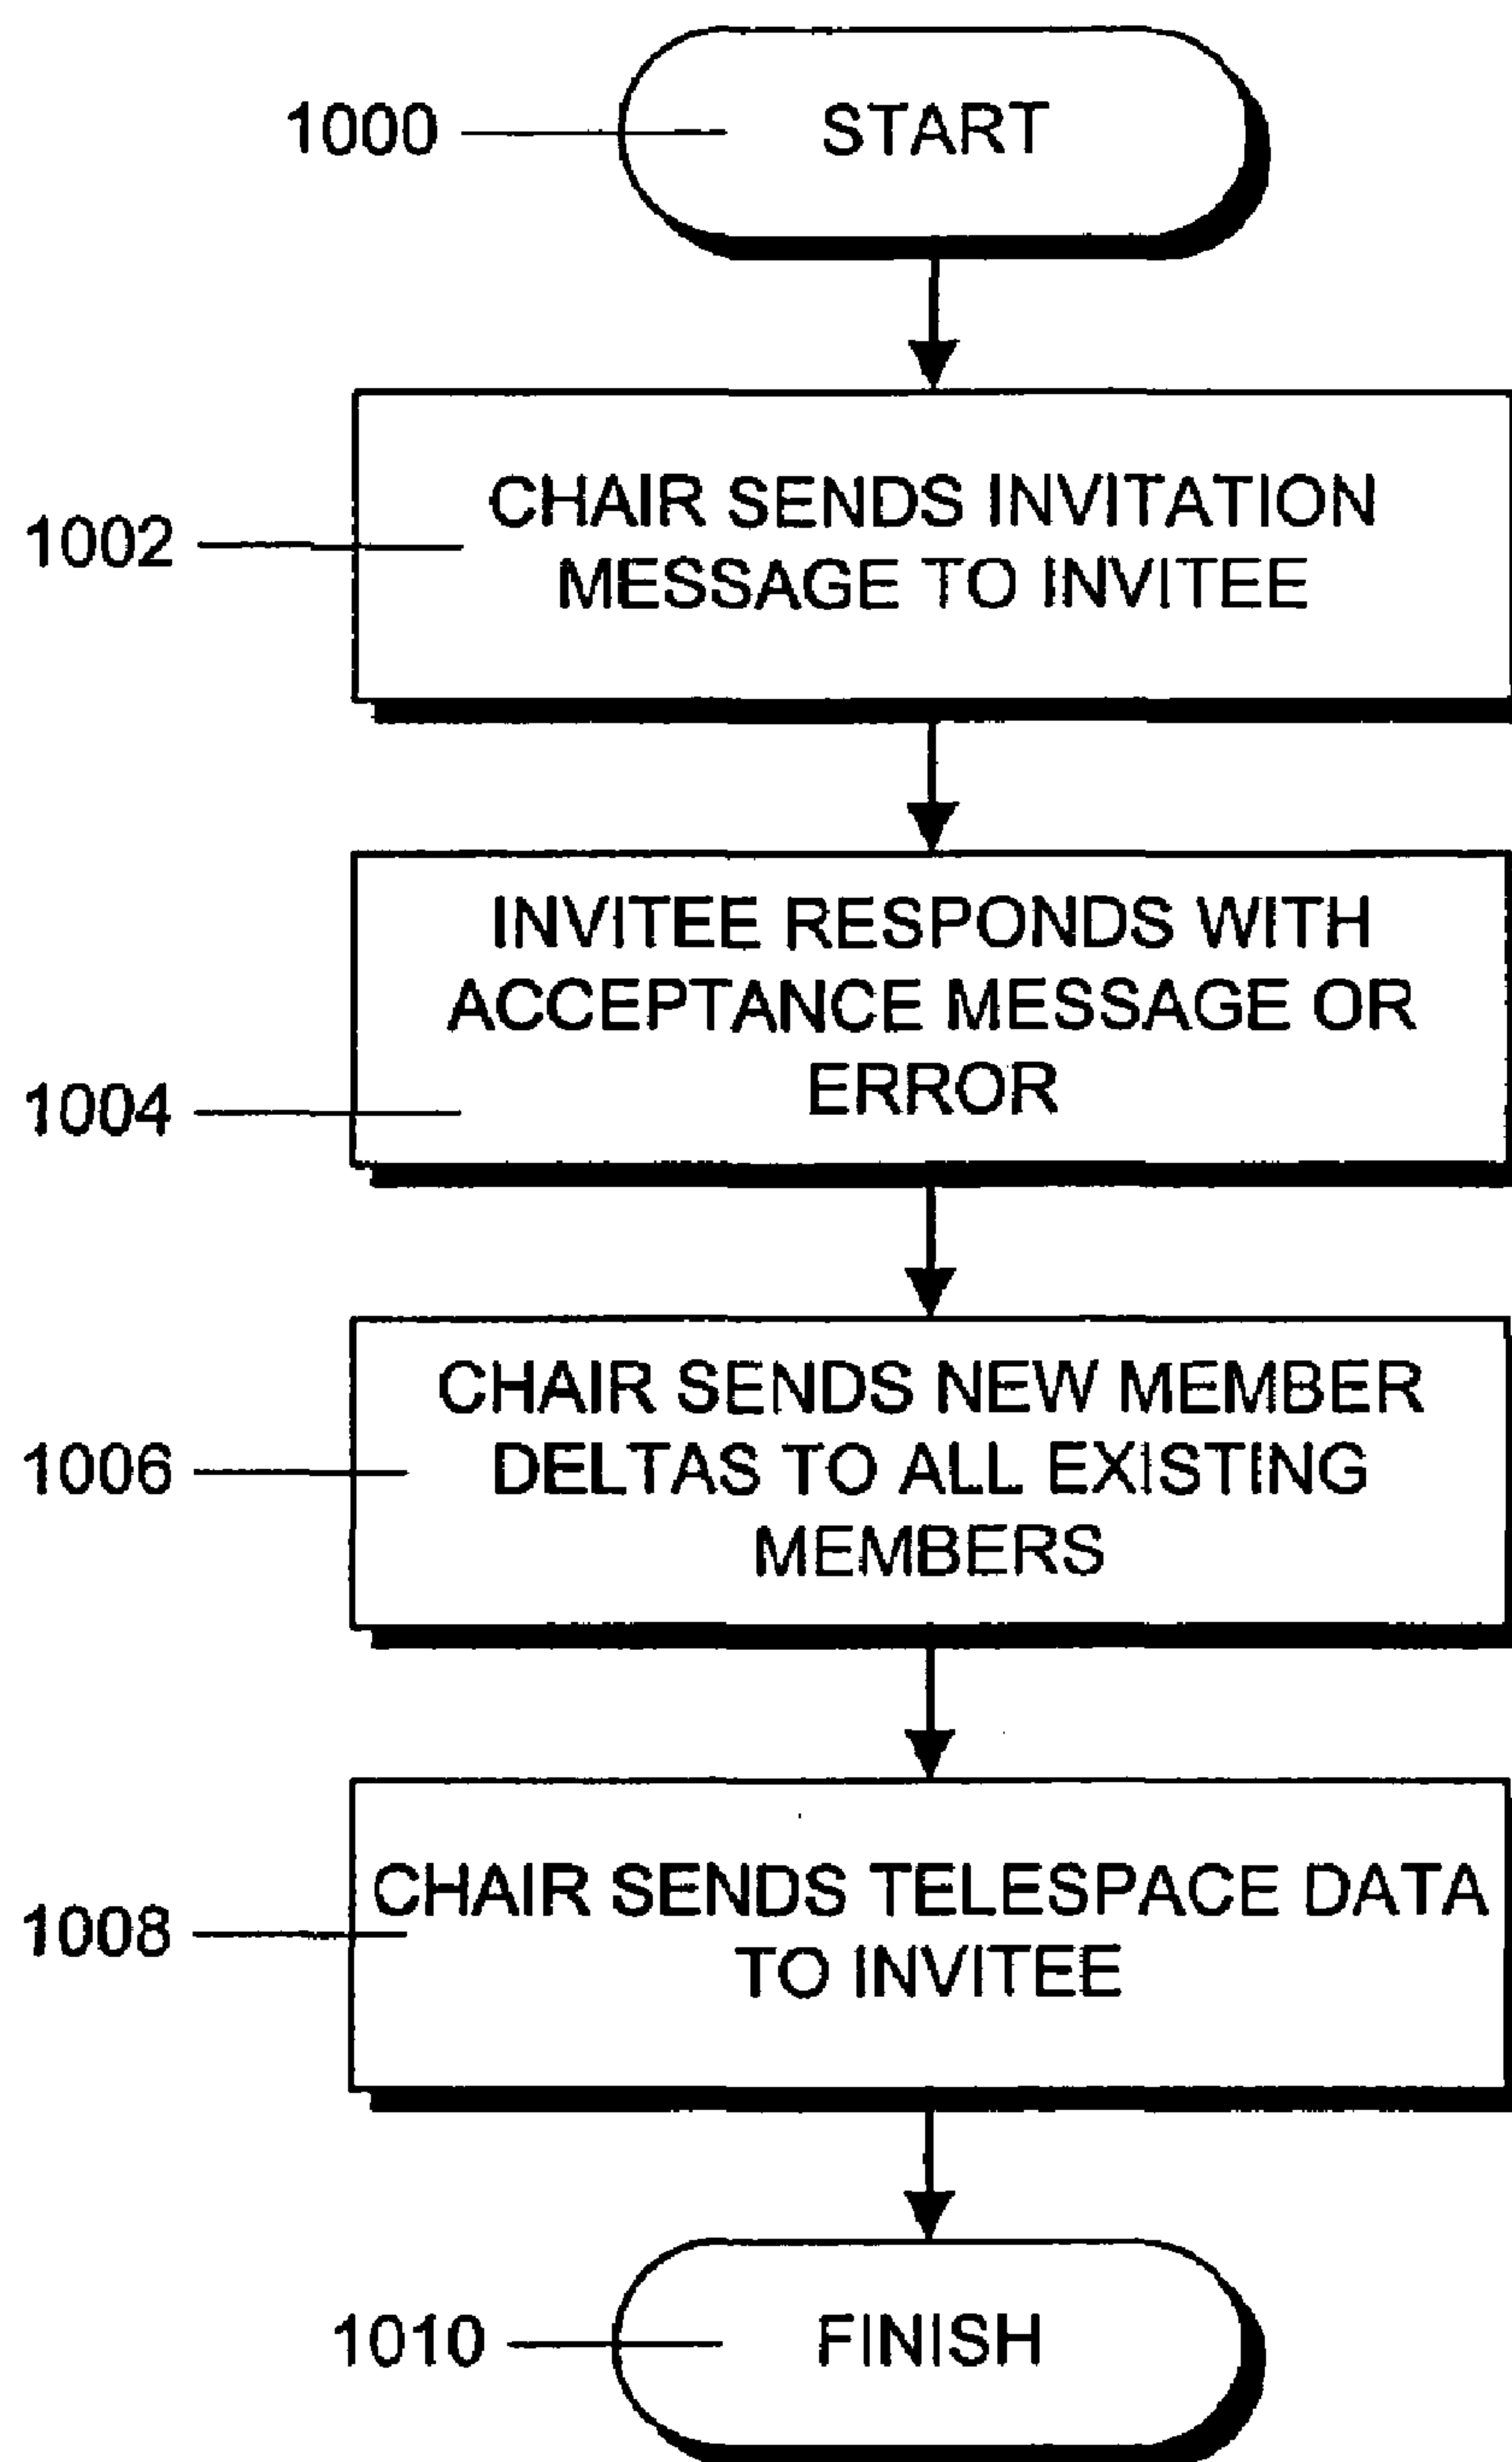 1000
START
1002
CHAIR SENDS INVITATION
MESSAGE TO INVITEE
INVITEE RESPONDS WITH
ACCEPTANCE MESSAGE OR
ERROR
1004
CHAIR SENDS NEW MEMBER
1006
DELTAS TO ALL EXISTING
MEMBERS
CHAIR SENDS TELESPACE DATA
1008
TO INVITEE
1010
FINISH